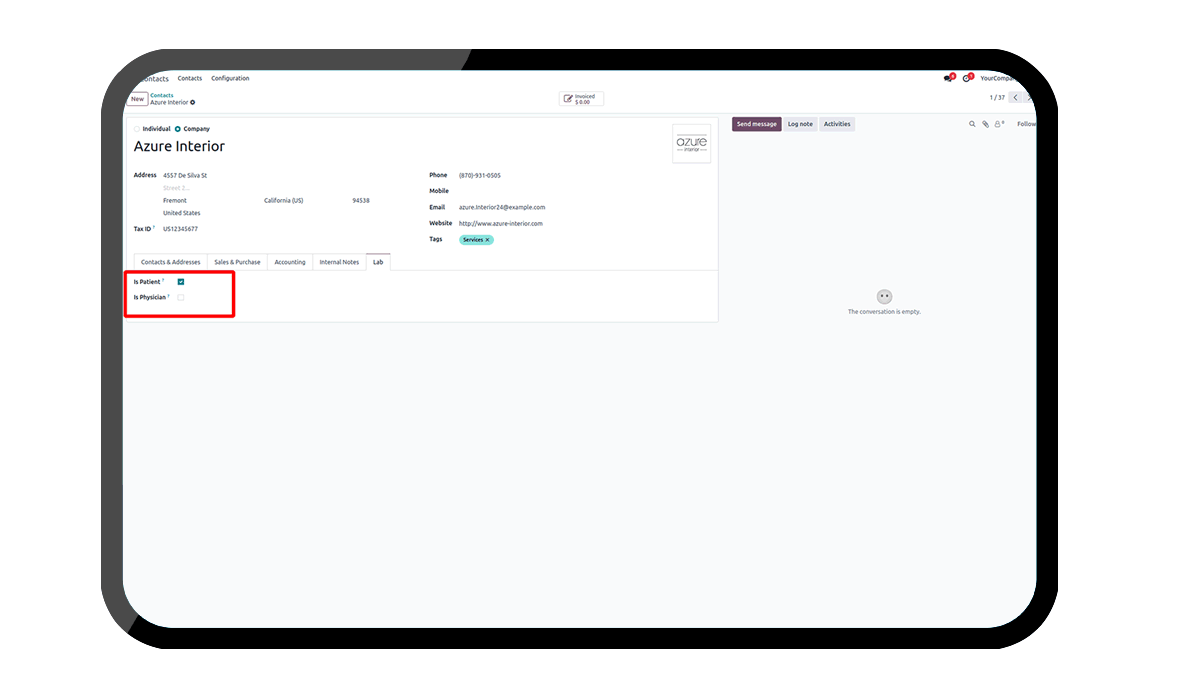 Contacts Configuration YourCompa
New Contacts
Azure Interior
Invoiced
$ 0.00
1 / 37
Individual Company
Azure Interior
azure
interior
Address 4557 De Silva St
Street 2...
Fremont California (US) 94538
United States
Tax ID ? US12345677
Phone (870)-931-0505
Mobile
Email azure.Interior24@example.com
Website http://www.azure-interior.com
Tags Services ×
Contacts & Addresses Sales & Purchase Accounting Internal Notes Lab
Is Patient ?
Is Physician ?
Send message Log note Activities Follow
The conversation is empty.